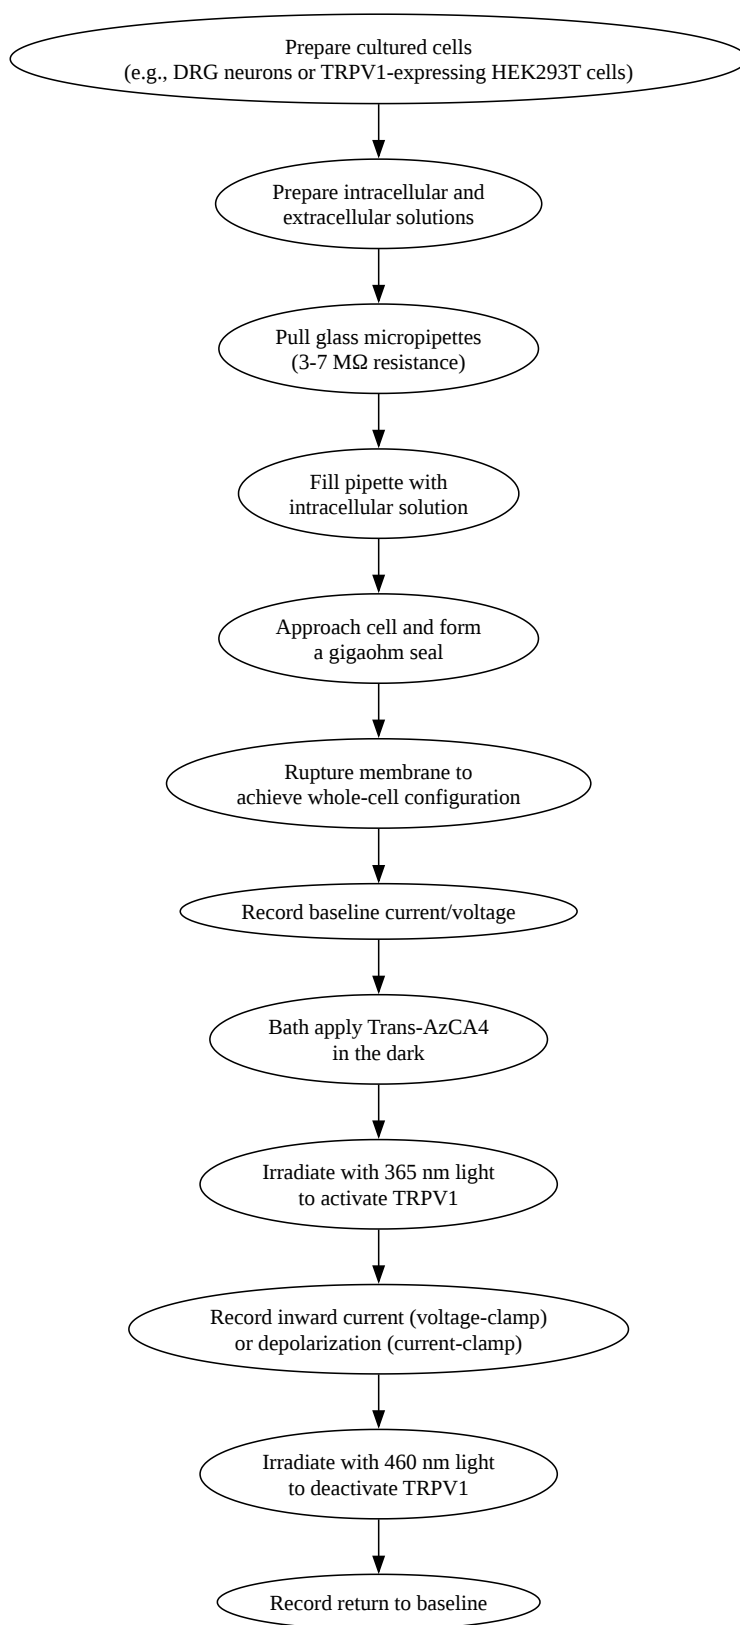 Prepare cultured cells
(e.g., DRG neurons or TRPV1-expressing HEK293T cells)
Prepare intracellular and
extracellular solutions
Pull glass micropipettes
(3-7 MΩ resistance)
Fill pipette with
intracellular solution
Approach cell and form
a gigaohm seal
Rupture membrane to
achieve whole-cell configuration
Record baseline current/voltage
Bath apply Trans-AzCA4
in the dark
Irradiate with 365 nm light
to activate TRPV1
Record inward current (voltage-clamp)
or depolarization (current-clamp)
Irradiate with 460 nm light
to deactivate TRPV1
Record return to baseline